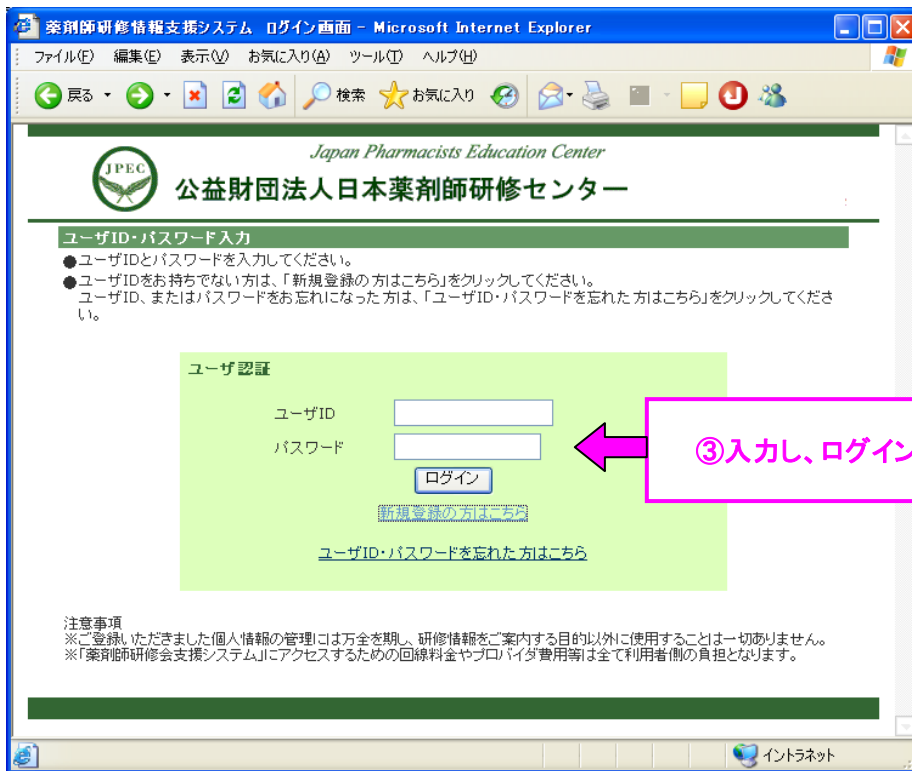 薬剤師研修情報支援システム ログイン画面 - Microsoft Internet Explorer
ファイル(F) 編集(E) 表示(V) お気に入り(A) ツール(T) ヘルプ(H)
戻る 検索 お気に入り
JPEC
Japan Pharmacists Education Center
公益財団法人日本薬剤師研修センター
ユーザID・パスワード入力
●ユーザIDとパスワードを入力してください。
●ユーザIDをお持ちでない方は、「新規登録の方はこちら」をクリックしてください。
ユーザID、またはパスワードをお忘れになった方は、「ユーザID・パスワードを忘れた方はこちら」をクリックしてくださ
い。
ユーザ認証
ユーザID
パスワード
③入力し、ログイン
ログイン
新規登録の方はこちら
ユーザID・パスワードを忘れた方はこちら
注意事項
※ご登録いただきました個人情報の管理には万全を期し、研修情報をご案内する目的以外に使用することは一切ありません。
※「薬剤師研修会支援システム」にアクセスするための回線料金やプロバイダ費用等は全て利用者側の負担となります。
イントラネット